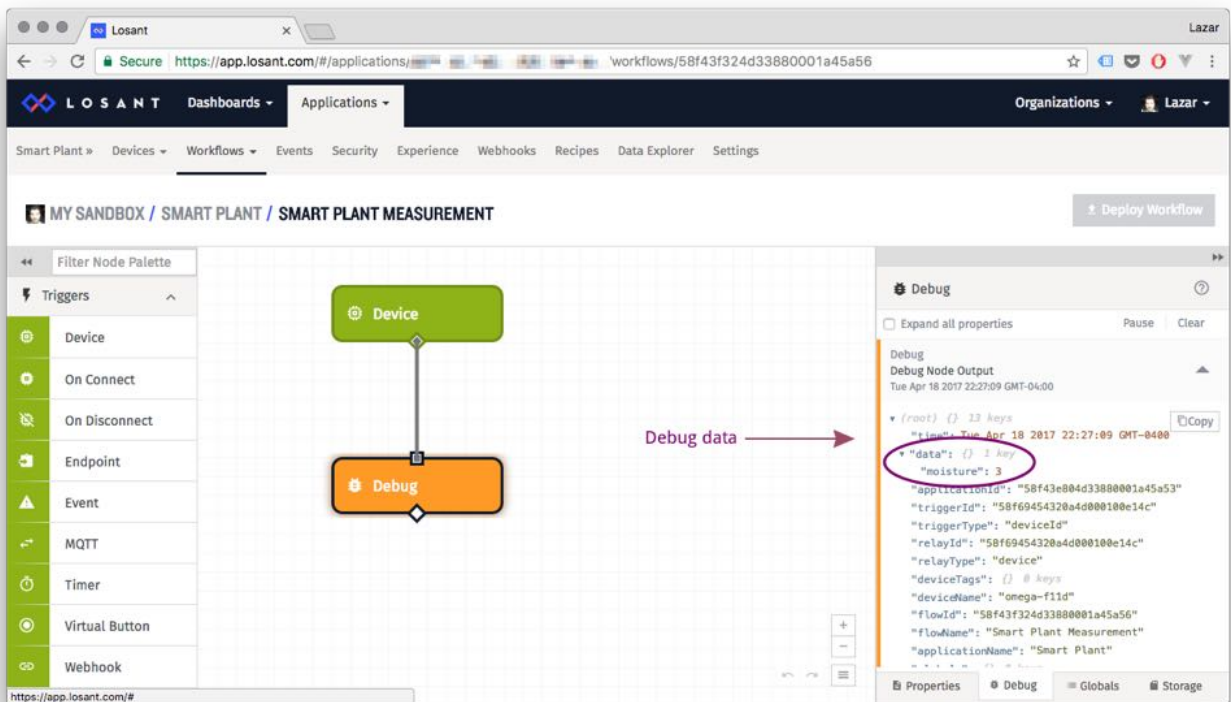 Losant
Lazar
Secure https://app.losant.com/#/applications/ /workflows/58f43f324d33880001a45a56
LOSANT Dashboards Applications Organizations Lazar
Smart Plant » Devices Workflows Events Security Experience Webhooks Recipes Data Explorer Settings
MY SANDBOX / SMART PLANT / SMART PLANT MEASUREMENT
Deploy Workflow
Filter Node Palette
Triggers
Device
On Connect
On Disconnect
Endpoint
Event
MQTT
Timer
Virtual Button
Webhook
https://app.losant.com/#
Device
Debug
Debug data
Debug
Expand all properties Pause Clear
Debug
Debug Node Output
Tue Apr 18 2017 22:27:09 GMT-04:00
Copy
(root) {} 13 keys
"time": Tue Apr 18 2017 22:27:09 GMT-0400
"data": {} 1 key
"moisture": 3
"applicationId": "58f43e804d33880001a45a53"
"triggerId": "58f69454320a4d000100e14c"
"triggerType": "deviceId"
"relayId": "58f69454320a4d000100e14c"
"relayType": "device"
"deviceTags": {} 0 keys
"deviceName": "omega-f11d"
"flowId": "58f43f324d33880001a45a56"
"flowName": "Smart Plant Measurement"
"applicationName": "Smart Plant"
Properties Debug Globals Storage